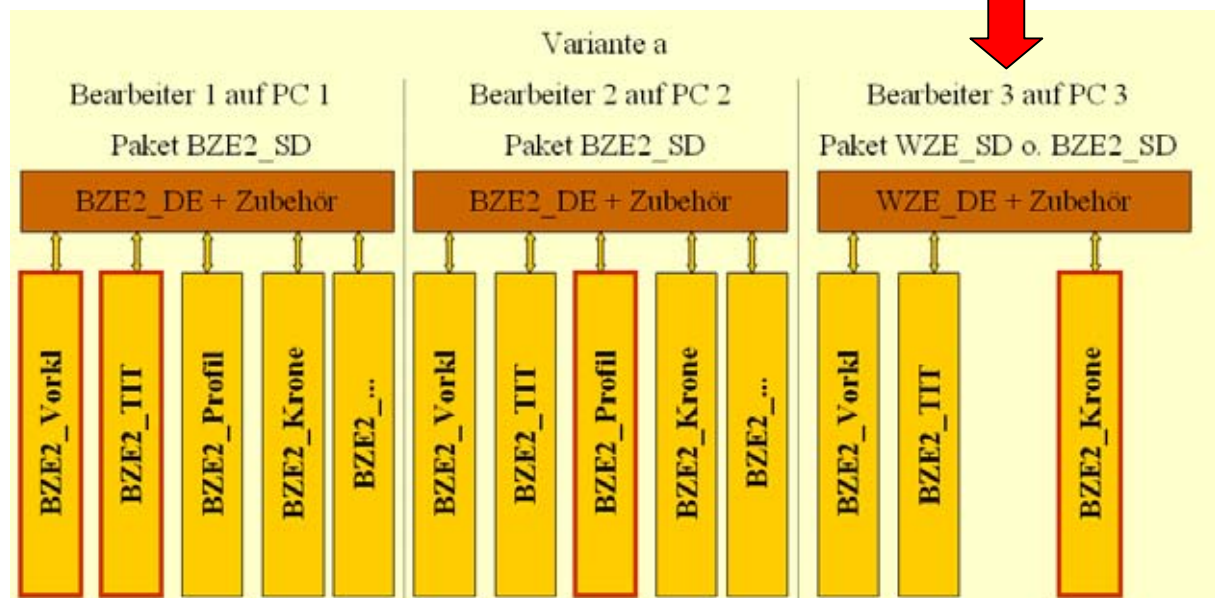 Variante a
Bearbeiter 1 auf PC 1
Paket BZE2_SD
BZE2_DE + Zubehör
BZE2_Vorkl
BZE2_TIT
BZE2_Profil
BZE2_Krone
BZE2_...
Bearbeiter 2 auf PC 2
Paket BZE2_SD
BZE2_DE + Zubehör
BZE2_Vorkl
BZE2_TIT
BZE2_Profil
BZE2_Krone
BZE2_...
Bearbeiter 3 auf PC 3
Paket WZE_SD o. BZE2_SD
WZE_DE + Zubehör
BZE2_Vorkl
BZE2_TIT
BZE2_Krone